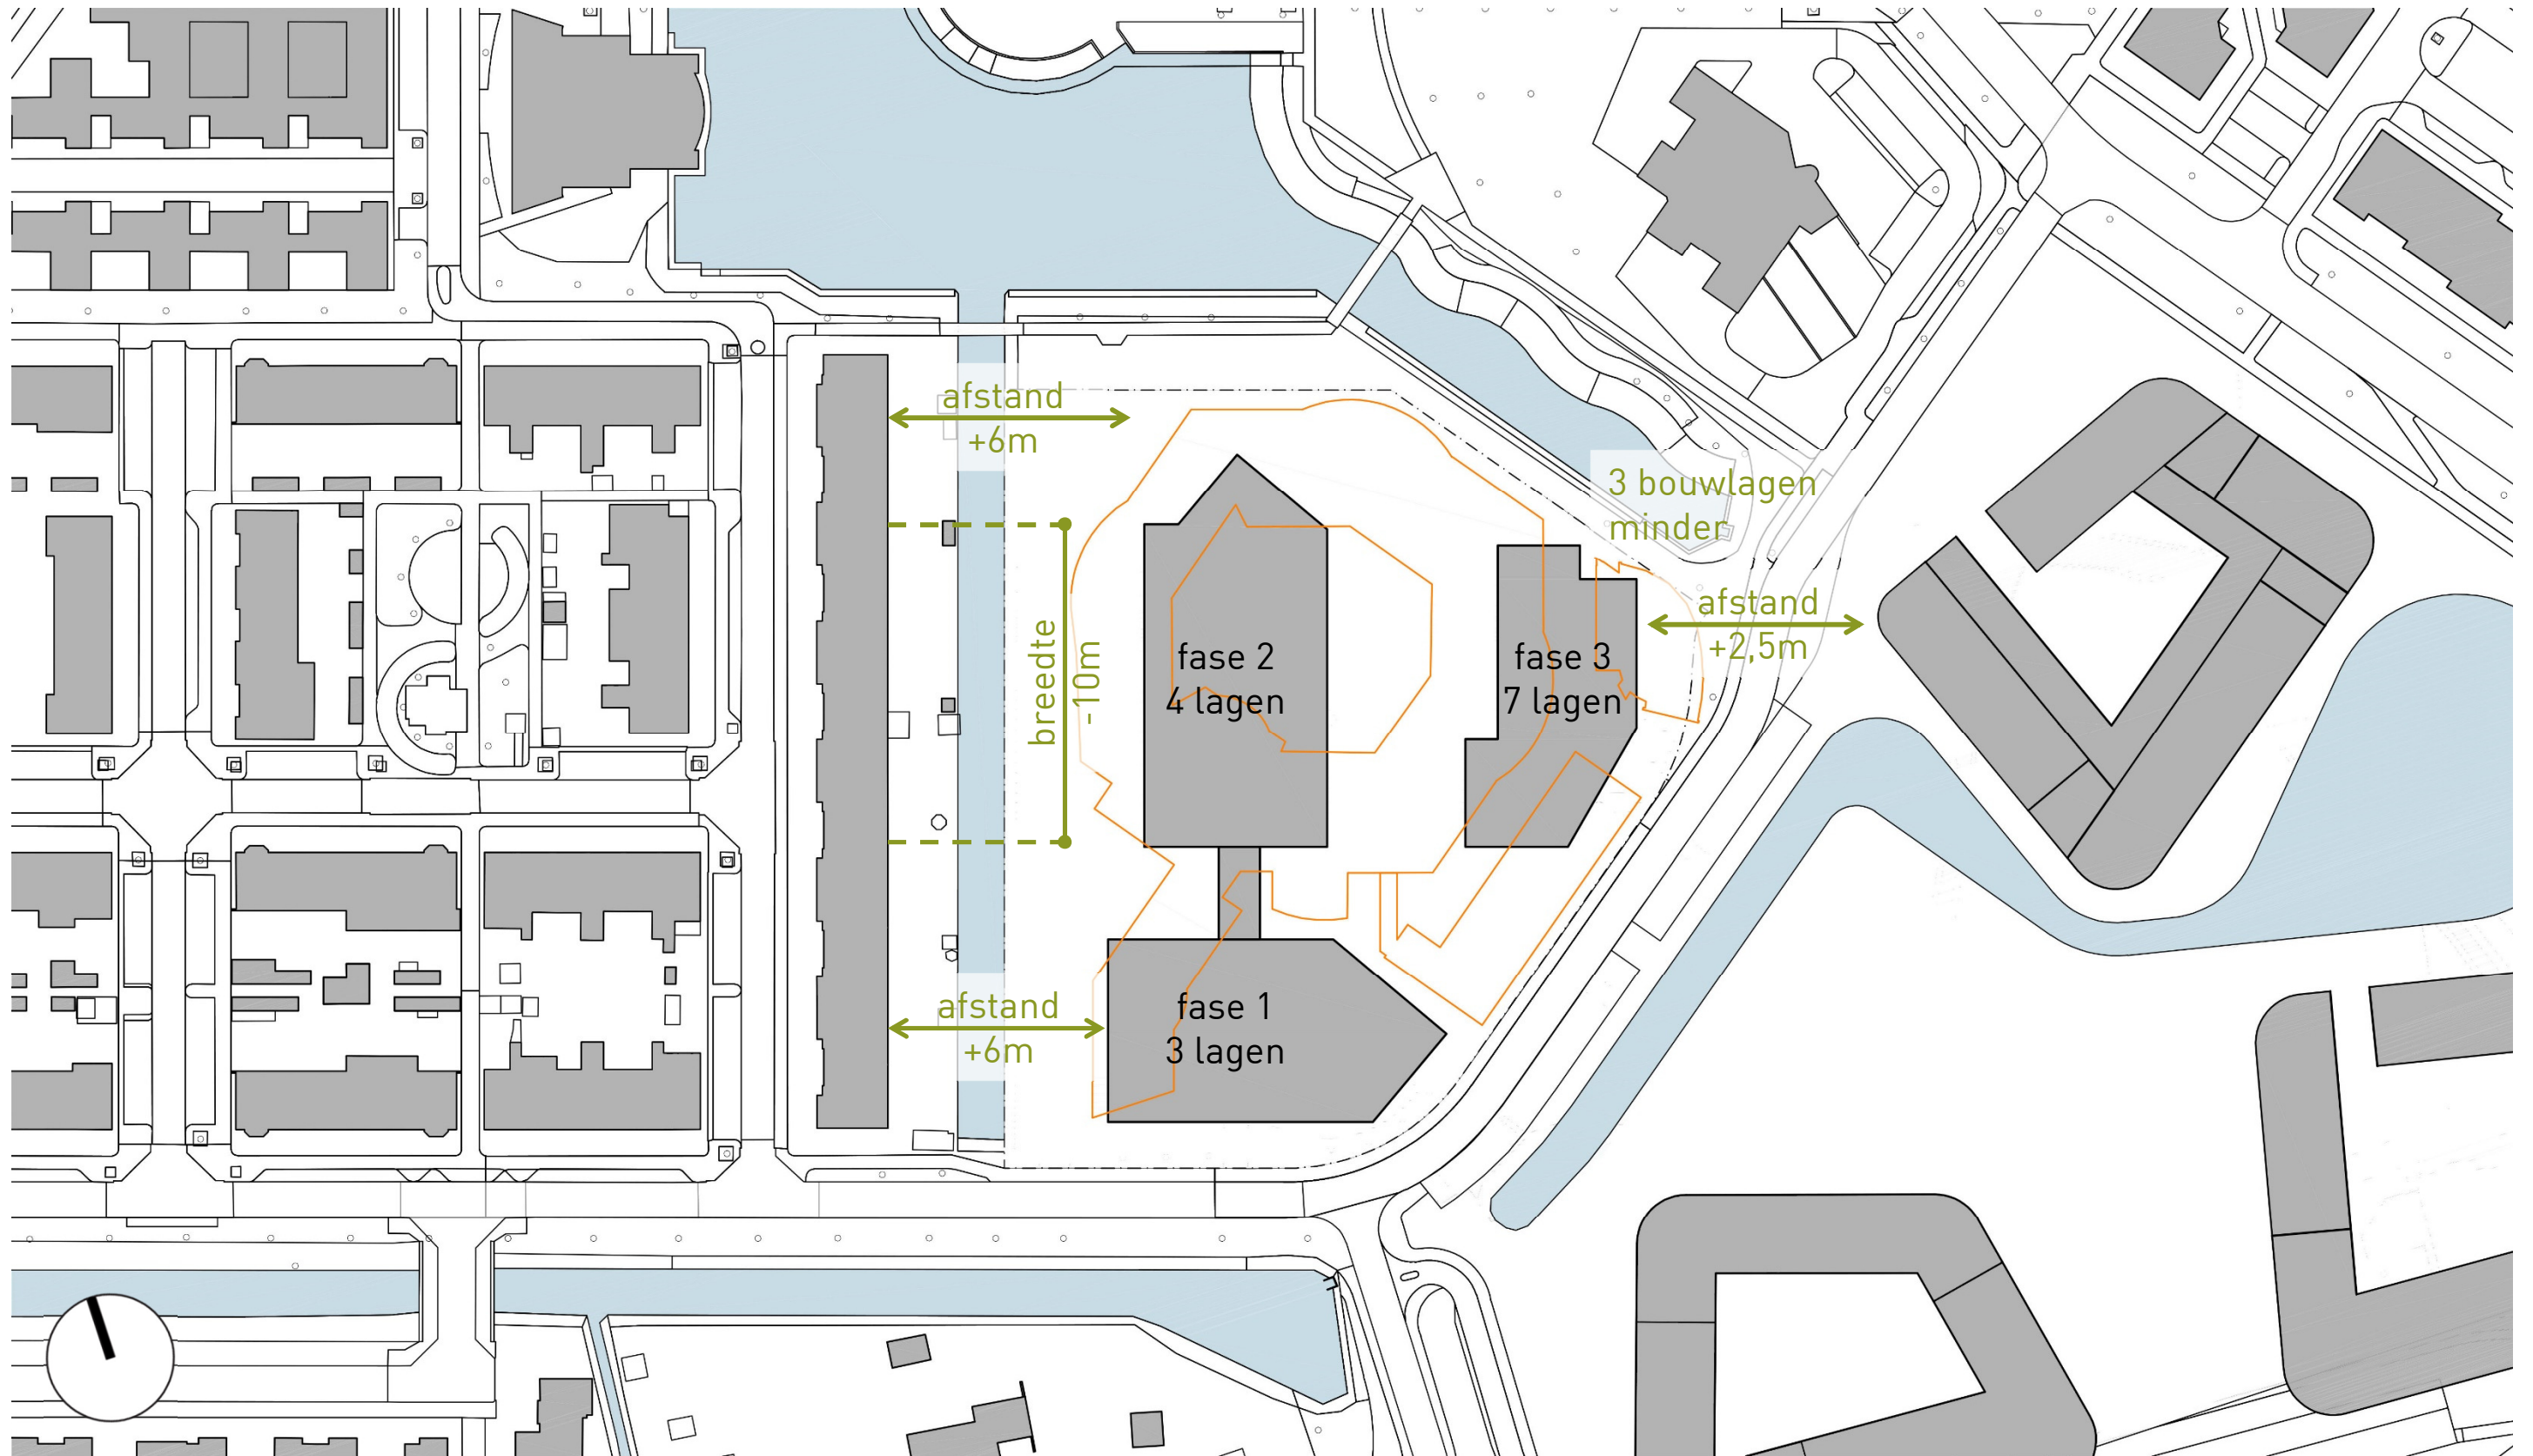 afstand
+6m
3 bouwlagen
minder
afstand
+2,5m
breedte
-10m
fase 2
4 lagen
fase 3
7 lagen
afstand
+6m
fase 1
3 lagen